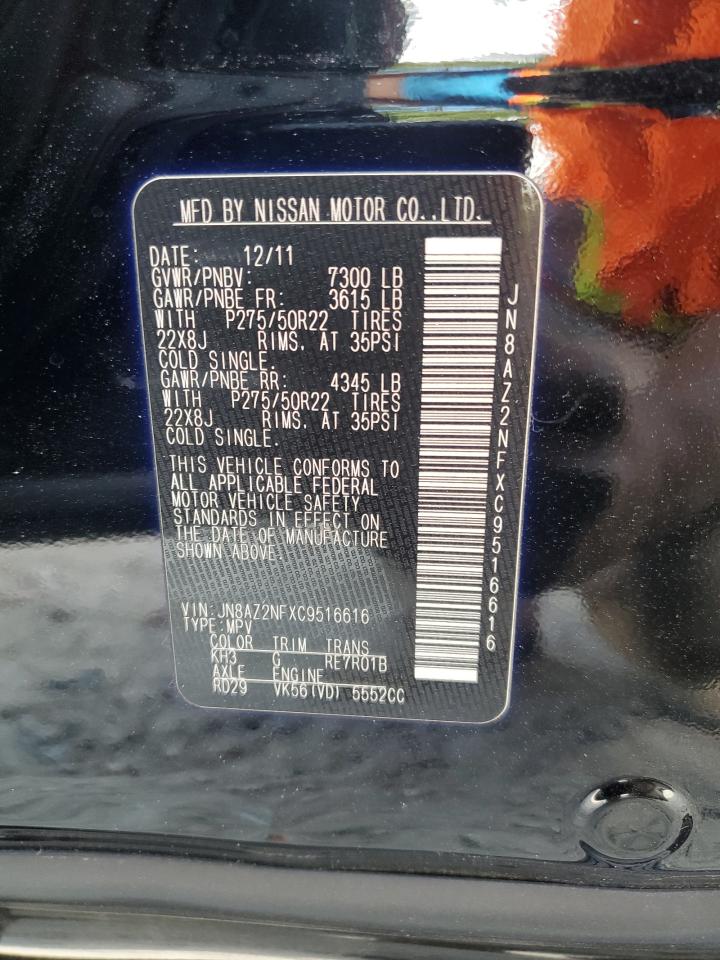 MFD BY NISSAN MOTOR CO.,LTD.
DATE: 12/11
GVWR/PNBV: 7300 LB
GAWR/PNBE FR: 3615 LB
WITH P275/50R22 TIRES
22X8J RIMS. AT 35PSI
COLD SINGLE.
GAWR/PNBE RR: 4345 LB
WITH P275/50R22 TIRES
22X8J RIMS. AT 35PSI
COLD SINGLE.
THIS VEHICLE CONFORMS TO
ALL APPLICABLE FEDERAL
MOTOR VEHICLE SAFETY
STANDARDS IN EFFECT ON
THE DATE OF MANUFACTURE
SHOWN ABOVE.
VIN:JN8AZ2NFXC9516616
TYPE:MPV
COLOR TRIM TRANS
KH3 G RE7R01B
AXLE ENGINE
RD29 VK56(VD) 5552CC
JN8AZ2NFXC9516616